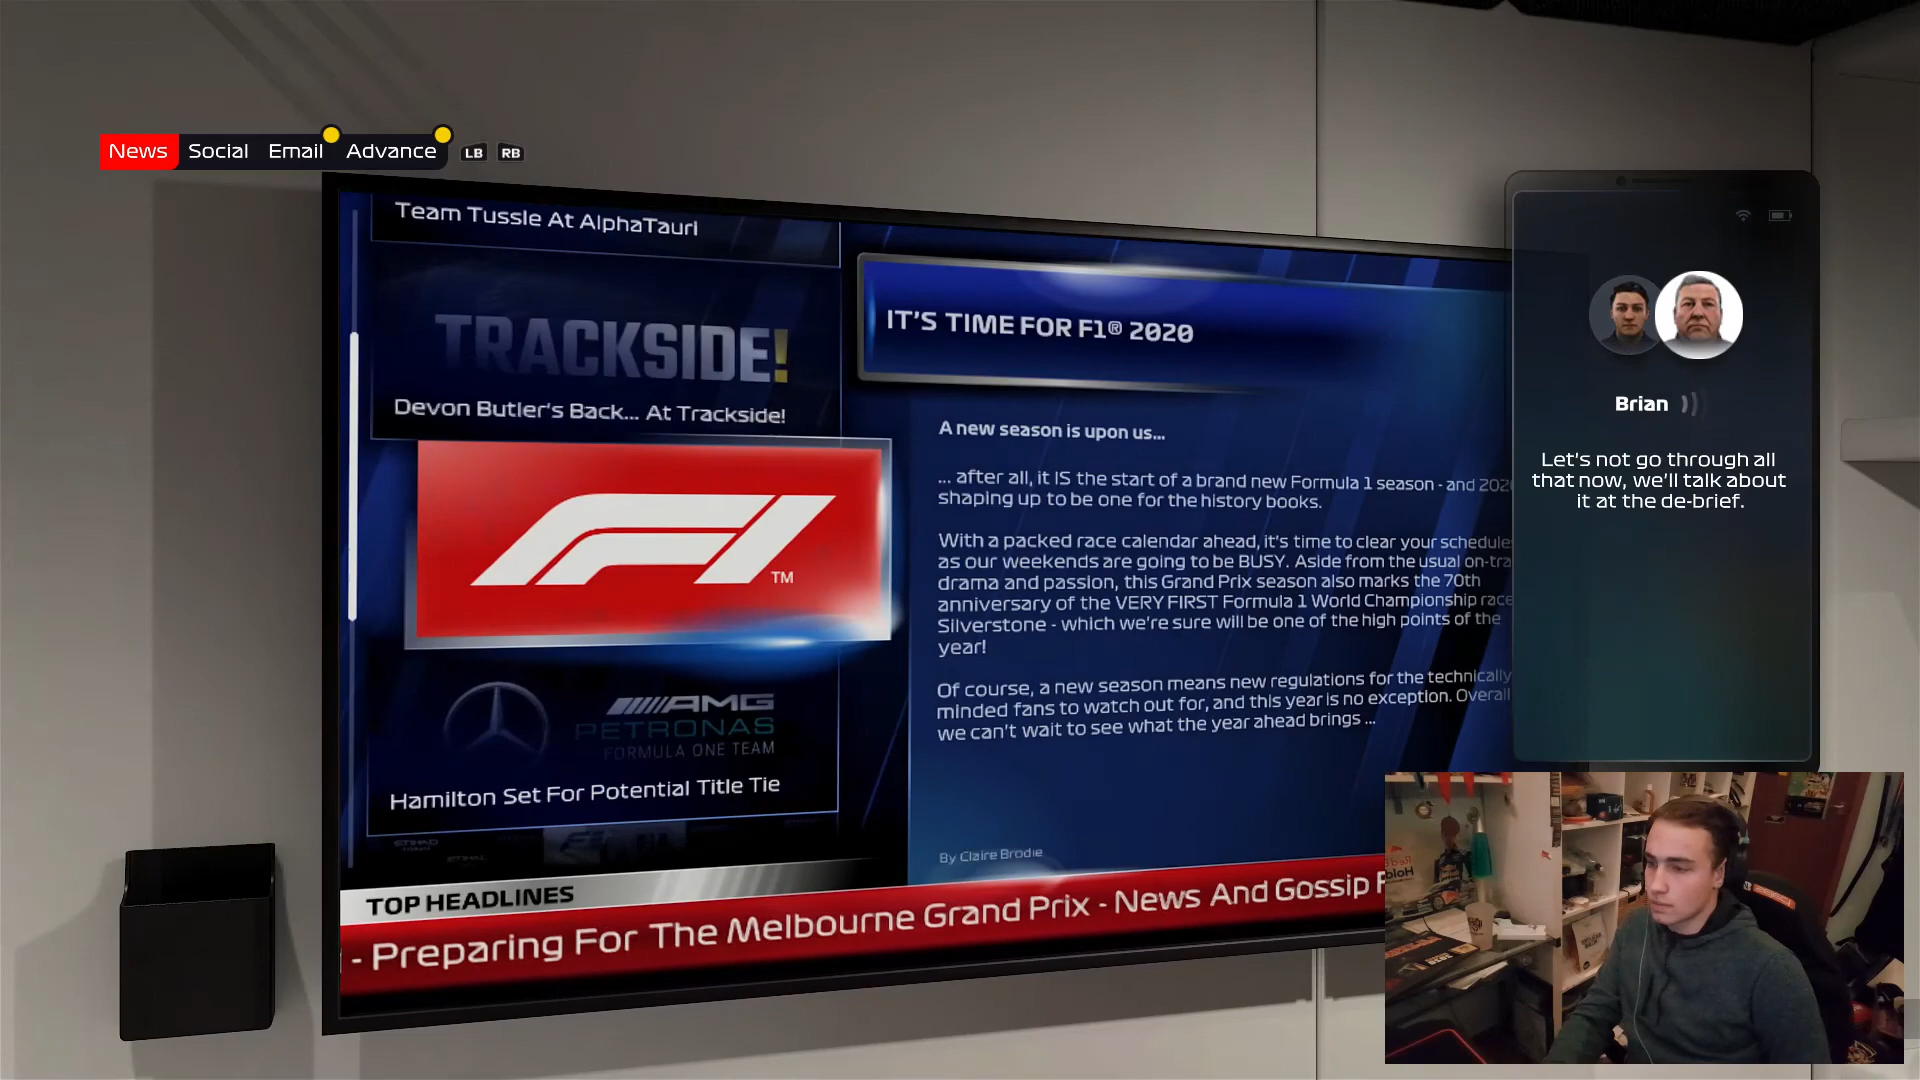 News Social Email Advance LB RB
Team Tussle At AlphaTauri
TRACKSIDE!
Devon Butler's Back... At Trackside!
F1 TM
AMG
PETRONAS
FORMULA ONE TEAM
Hamilton Set For Potential Title Tie
IT'S TIME FOR F1® 2020
A new season is upon us...
... after all, it IS the start of a brand new Formula 1 season - and 202
shaping up to be one for the history books.
With a packed race calendar ahead, it's time to clear your schedule
as our weekends are going to be BUSY. Aside from the usual on-tra
drama and passion, this Grand Prix season also marks the 70th
anniversary of the VERY FIRST Formula 1 World Championship race
Silverstone - which we're sure will be one of the high points of the
year!
Of course, a new season means new regulations for the technically
minded fans to watch out for, and this year is no exception. Overall
we can't wait to see what the year ahead brings ...
By Claire Brodie
TOP HEADLINES
- Preparing For The Melbourne Grand Prix - News And Gossip F
Brian
Let's not go through all
that now, we'll talk about
it at the de-brief.